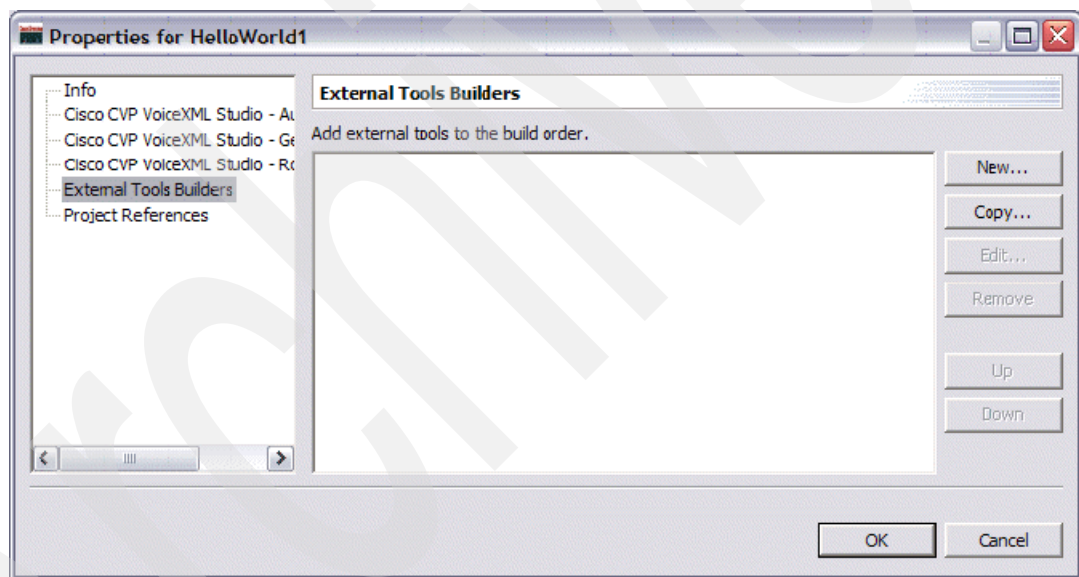 Properties for HelloWorld1
Info
Cisco CVP VoiceXML Studio - Au
Cisco CVP VoiceXML Studio - Ge
Cisco CVP VoiceXML Studio - Ro
External Tools Builders
Project References
External Tools Builders
Add external tools to the build order.
New...
Copy...
Edit...
Remove
Up
Down
OK
Cancel